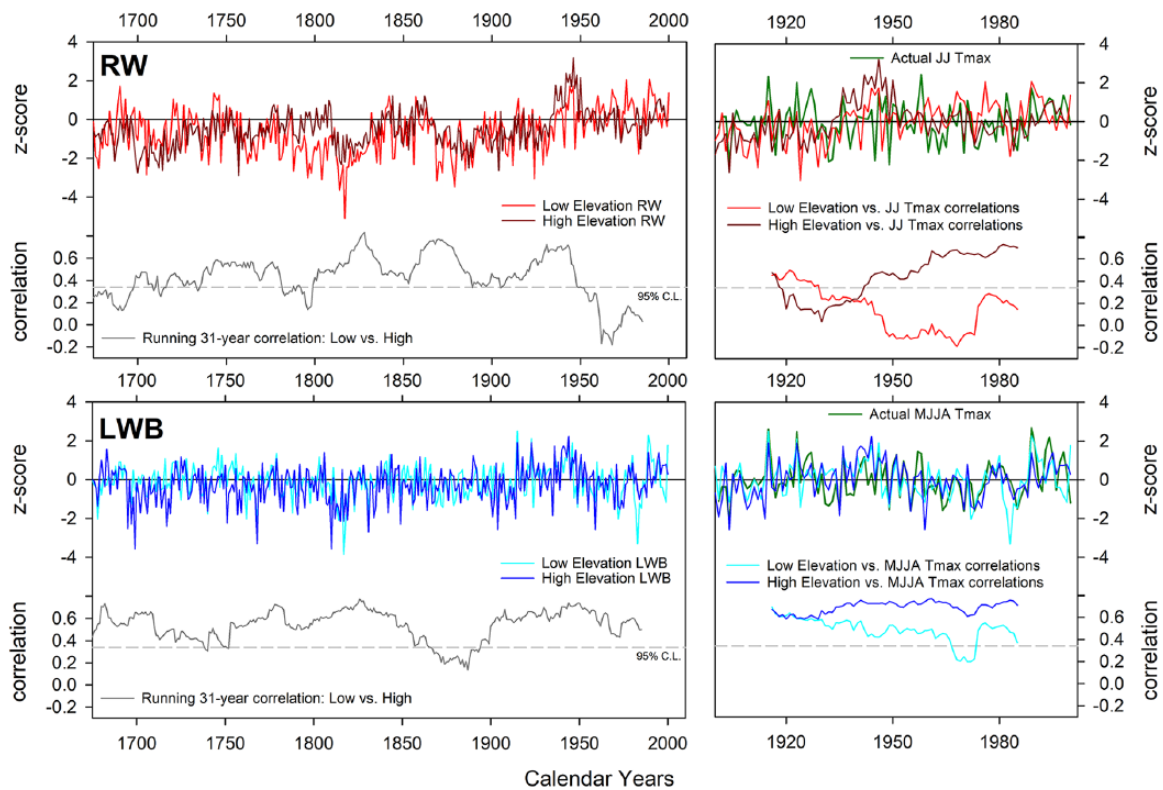 1700 1750 1800 1850 1900 1950 2000
1920 1950 1980
RW
Actual JJ Tmax
4
2
0
-2
-4
z-score
4
2
0
-2
-4
z-score
Low Elevation RW
High Elevation RW
Low Elevation vs. JJ Tmax correlations
High Elevation vs. JJ Tmax correlations
0.6
0.4
0.2
0.0
-0.2
correlation
95% C.L.
Running 31-year correlation: Low vs. High
0.6
0.4
0.2
0.0
-0.2
correlation
1700 1750 1800 1850 1900 1950 2000
1920 1950 1980
LWB
Actual MJJA Tmax
4
2
0
-2
-4
z-score
4
2
0
-2
-4
z-score
Low Elevation LWB
High Elevation LWB
Low Elevation vs. MJJA Tmax correlations
High Elevation vs. MJJA Tmax correlations
0.6
0.4
0.2
0.0
-0.2
correlation
95% C.L.
Running 31-year correlation: Low vs. High
0.6
0.4
0.2
0.0
-0.2
correlation
1700 1750 1800 1850 1900 1950 2000
1920 1950 1980
Calendar Years